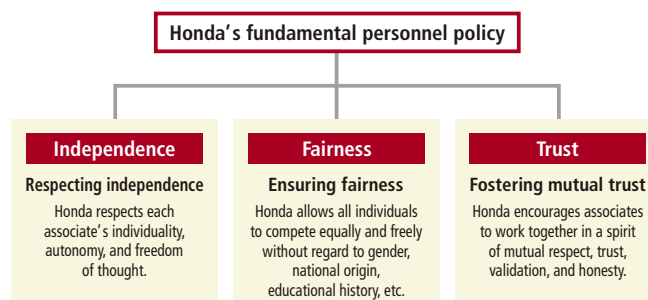 Honda's fundamental personnel policy
Independence
Respecting independence
Honda respects each
associate's individuality,
autonomy, and freedom
of thought.
Fairness
Ensuring fairness
Honda allows all individuals
to compete equally and freely
without regard to gender,
national origin,
educational history, etc.
Trust
Fostering mutual trust
Honda encourages associates
to work together in a spirit
of mutual respect, trust,
validation, and honesty.